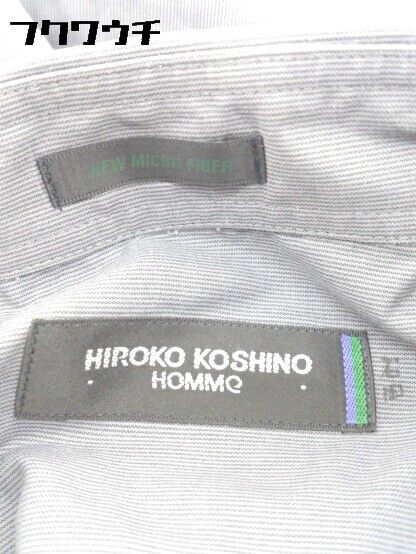 フクワウチ
NEW MICRO FIBER
HIROKO KOSHINO
· HOMME ·